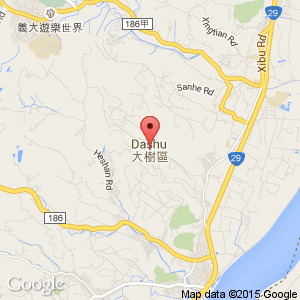 義大遊樂世界
186甲
Xingtian Rd
29
Xibu Rd
Sanhe Rd
Dashu
大樹區
Heshan Rd
29
186
Google
Map data ©2015 Google